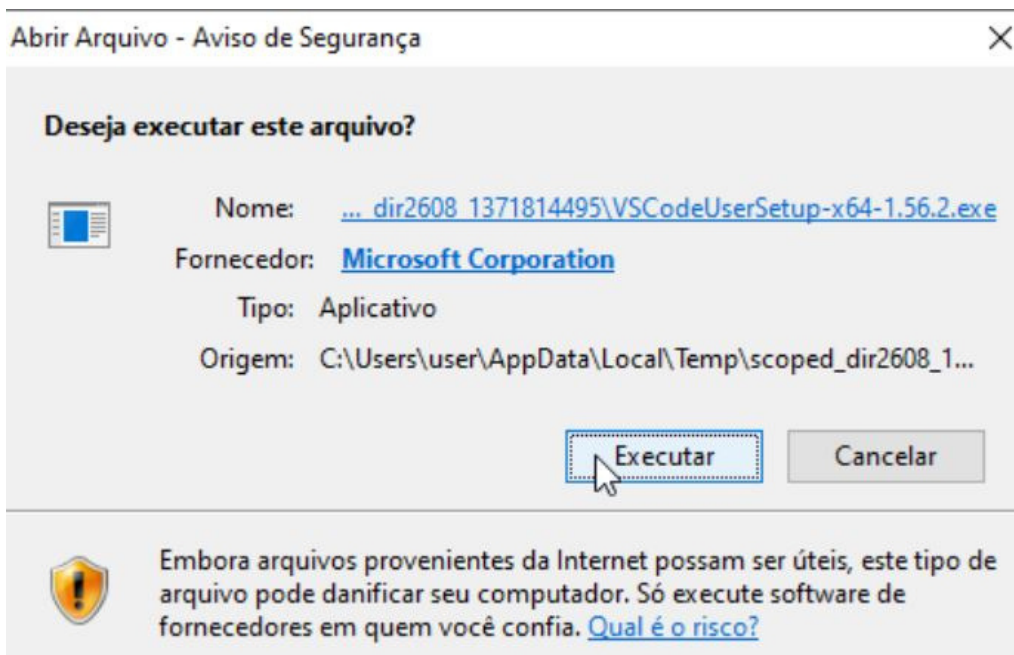 Abrir Arquivo - Aviso de Segurança
Deseja executar este arquivo?
Nome: ... dir2608_1371814495\VSCodeUserSetup-x64-1.56.2.exe
Fornecedor: Microsoft Corporation
Tipo: Aplicativo
Origem: C:\Users\user\AppData\Local\Temp\scoped_dir2608_1...
Executar Cancelar
Embora arquivos provenientes da Internet possam ser úteis, este tipo de
arquivo pode danificar seu computador. Só execute software de
fornecedores em quem você confia. Qual é o risco?